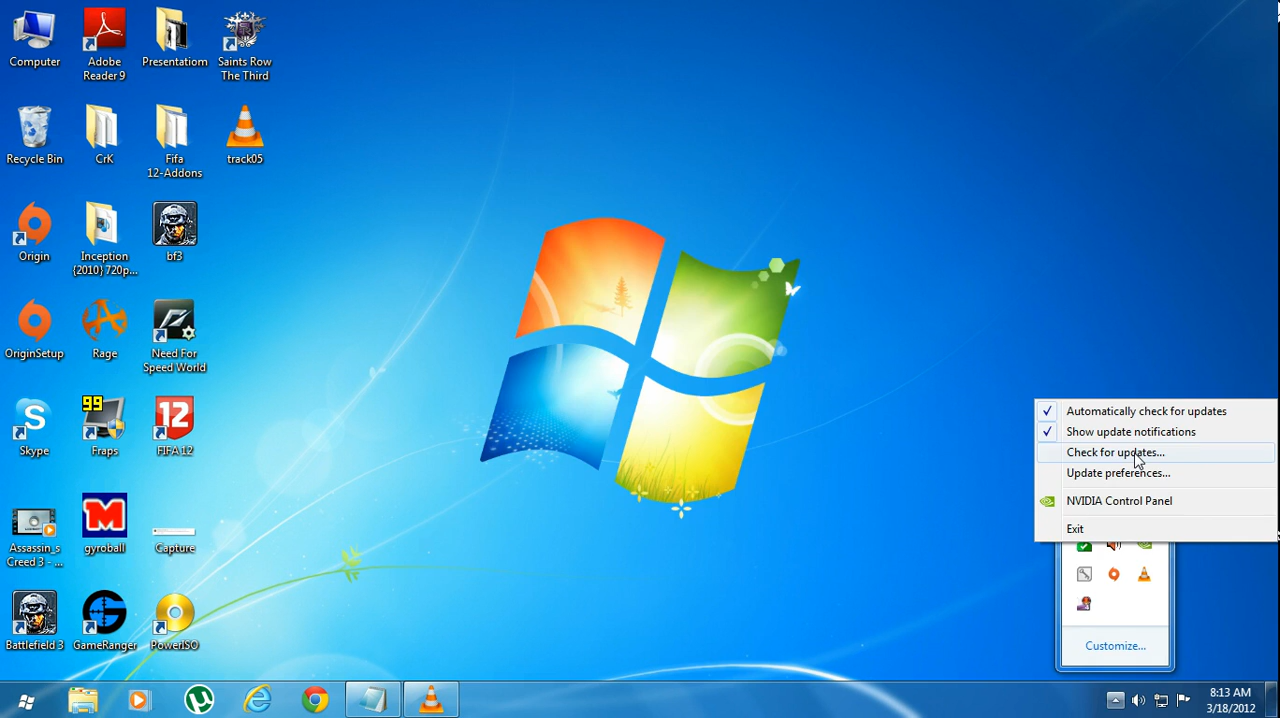 Computer
Adobe
Reader 9
Presentatiom
Saints Row
The Third
Recycle Bin
CrK
Fifa
12-Addons
track05
Origin
Inception
{2010} 720p...
bf3
OriginSetup
Rage
Need For
Speed World
99
12
Skype
Fraps
FIFA 12
M
Assassin_s
Creed 3 - ...
gyroball
Capture
Battlefield 3
GameRanger
PowerISO
Automatically check for updates
Show update notifications
Check for updates...
Update preferences...
NVIDIA Control Panel
Exit
Customize...
8:13 AM
3/18/2012